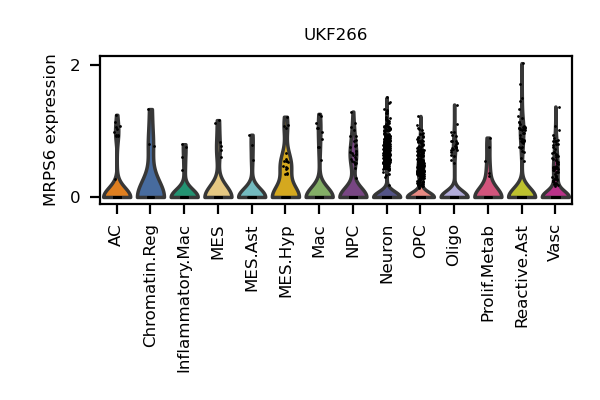 UKF266
MRPS6 expression
2
0
AC
Chromatin.Reg
Inflammatory.Mac
MES
MES.Ast
MES.Hyp
Mac
NPC
Neuron
OPC
Oligo
Prolif.Metab
Reactive.Ast
Vasc